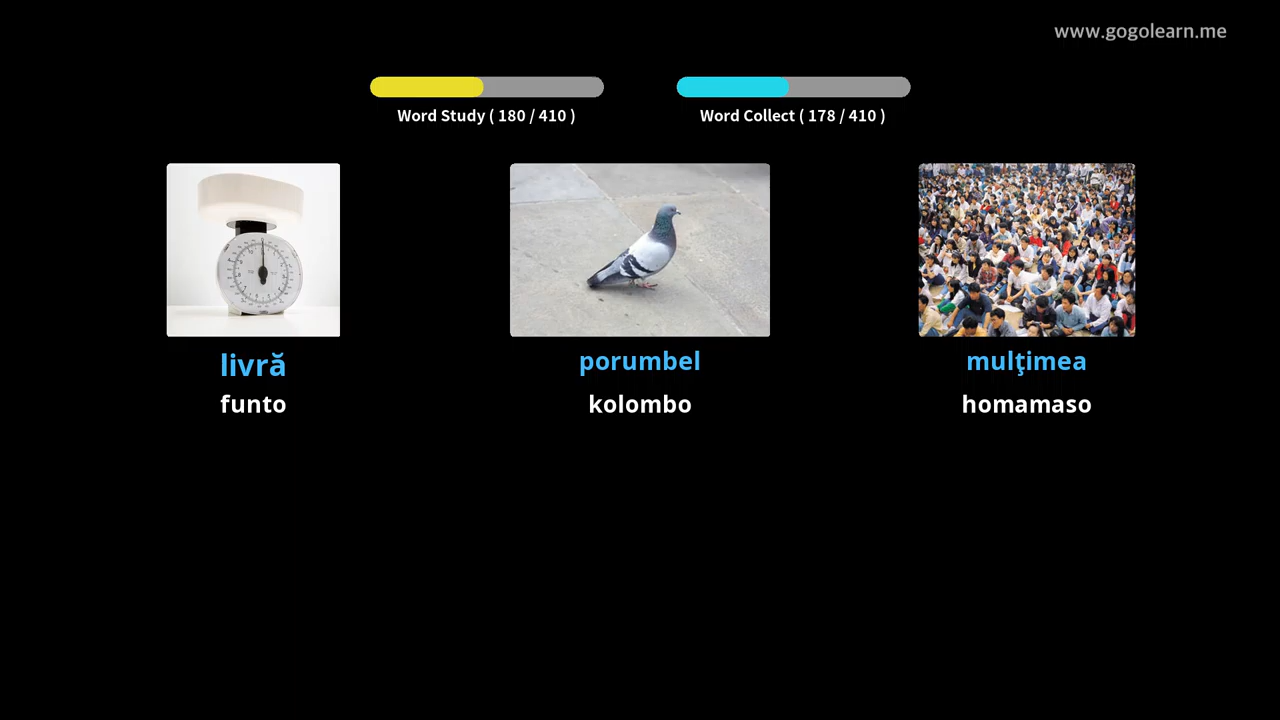 www.gogolearn.me
Word Study ( 180 / 410 )
Word Collect ( 178 / 410 )
livră
porumbel
mulţimea
funto
kolombo
homamaso